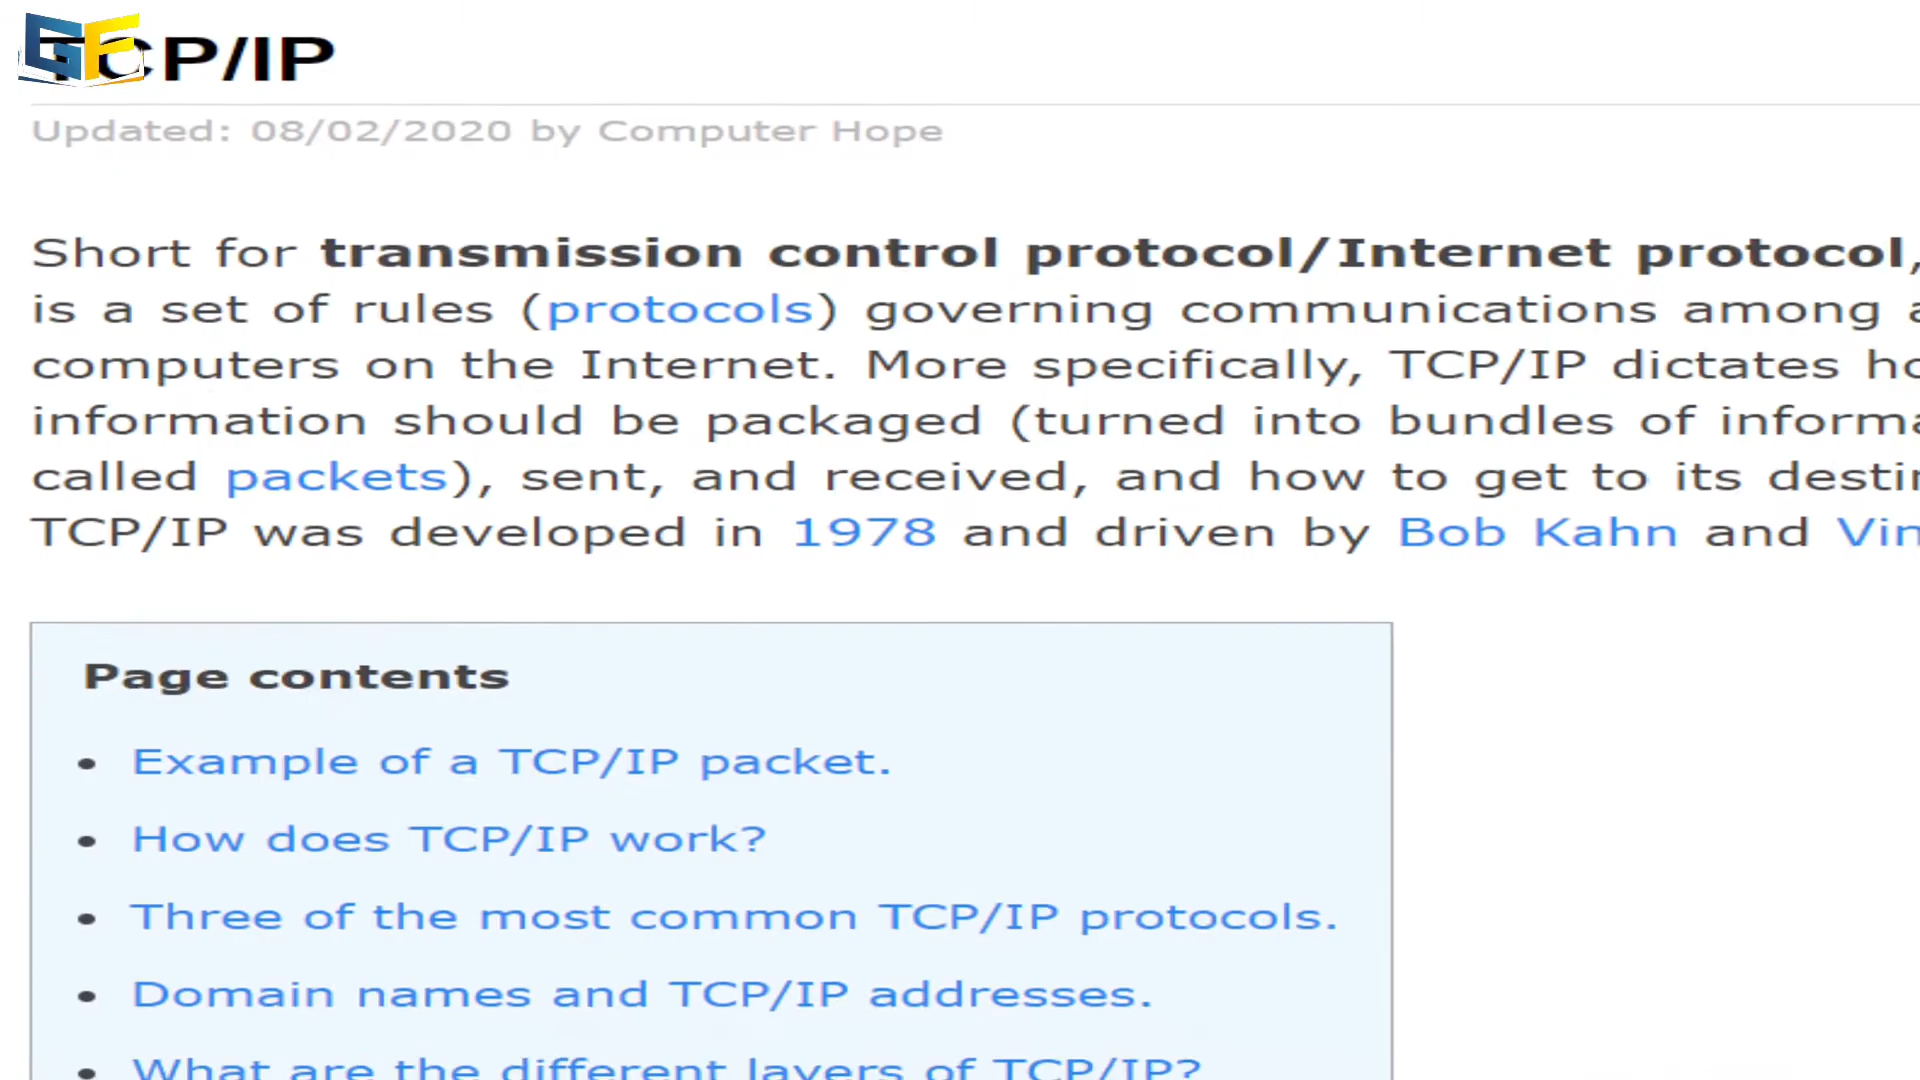 GF
TCP/IP
Updated: 08/02/2020 by Computer Hope
Short for transmission control protocol/Internet protocol,
is a set of rules (protocols) governing communications among
computers on the Internet. More specifically, TCP/IP dictates
information should be packaged (turned into bundles of
called packets), sent, and received, and how to get to its
TCP/IP was developed in 1978 and driven by Bob Kahn and
Page contents
• Example of a TCP/IP packet.
• How does TCP/IP work?
• Three of the most common TCP/IP protocols.
• Domain names and TCP/IP addresses.
• What are the different layers of TCP/IP?